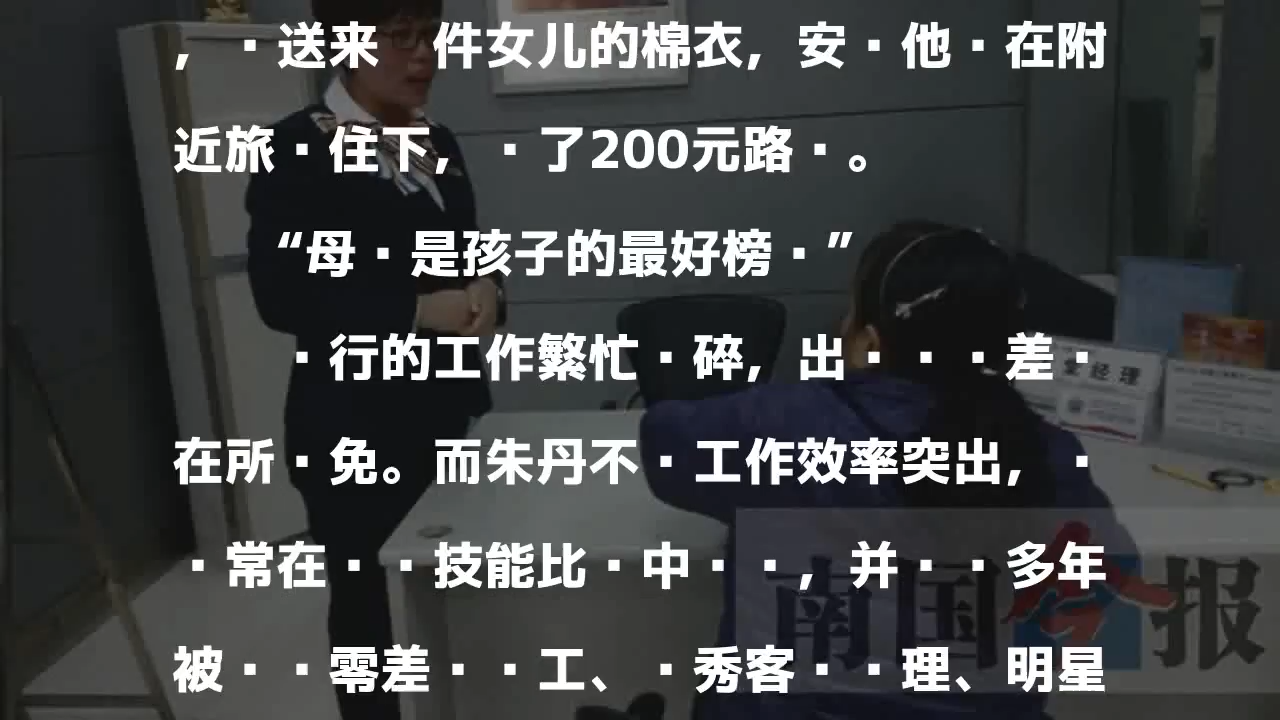 ，·送来 件女儿的棉衣，安·他·在附
近旅·住下，·了200元路·。
“母·是孩子的最好榜·”
·行的工作繁忙·碎，出···差·
在所·免。而朱丹不·工作效率突出，·
·常在··技能比·中··，并··多年
被··零差··工、·秀客··理、明星
堂经理
南国今报